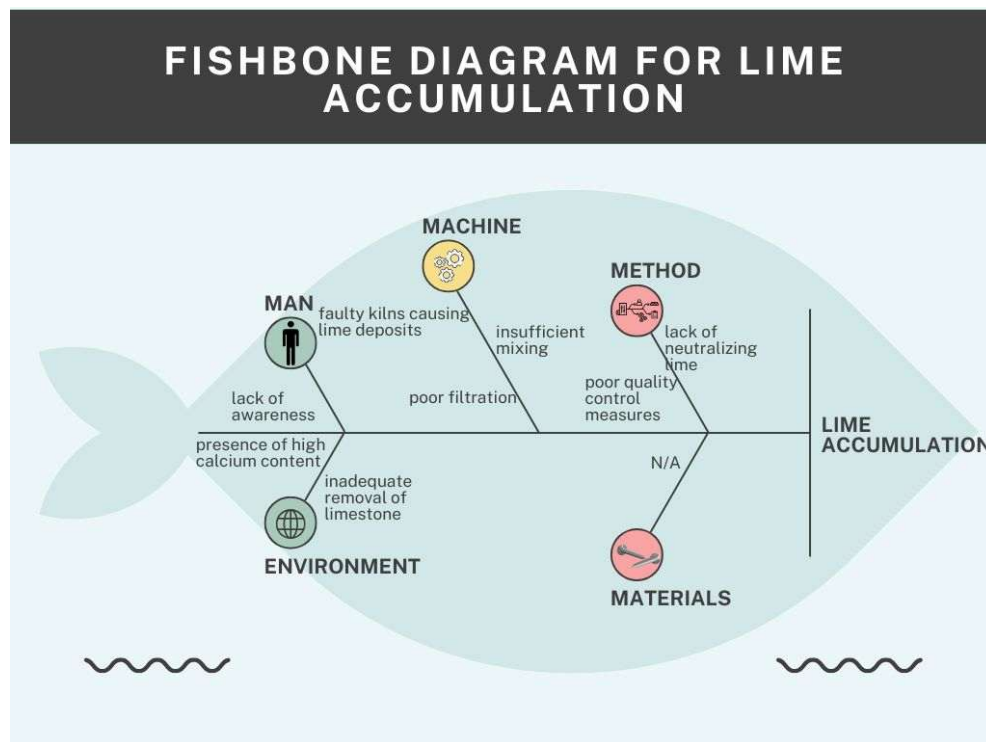 FISHBONE DIAGRAM FOR LIME
ACCUMULATION
MACHINE
METHOD
MAN
faulty kilns causing
lime deposits
insufficient
mixing
lack of
neutralizing
lime
poor quality
control
measures
poor filtration
lack of
awareness
LIME
ACCUMULATION
presence of high
calcium content
N/A
inadequate
removal of
limestone
ENVIRONMENT
MATERIALS